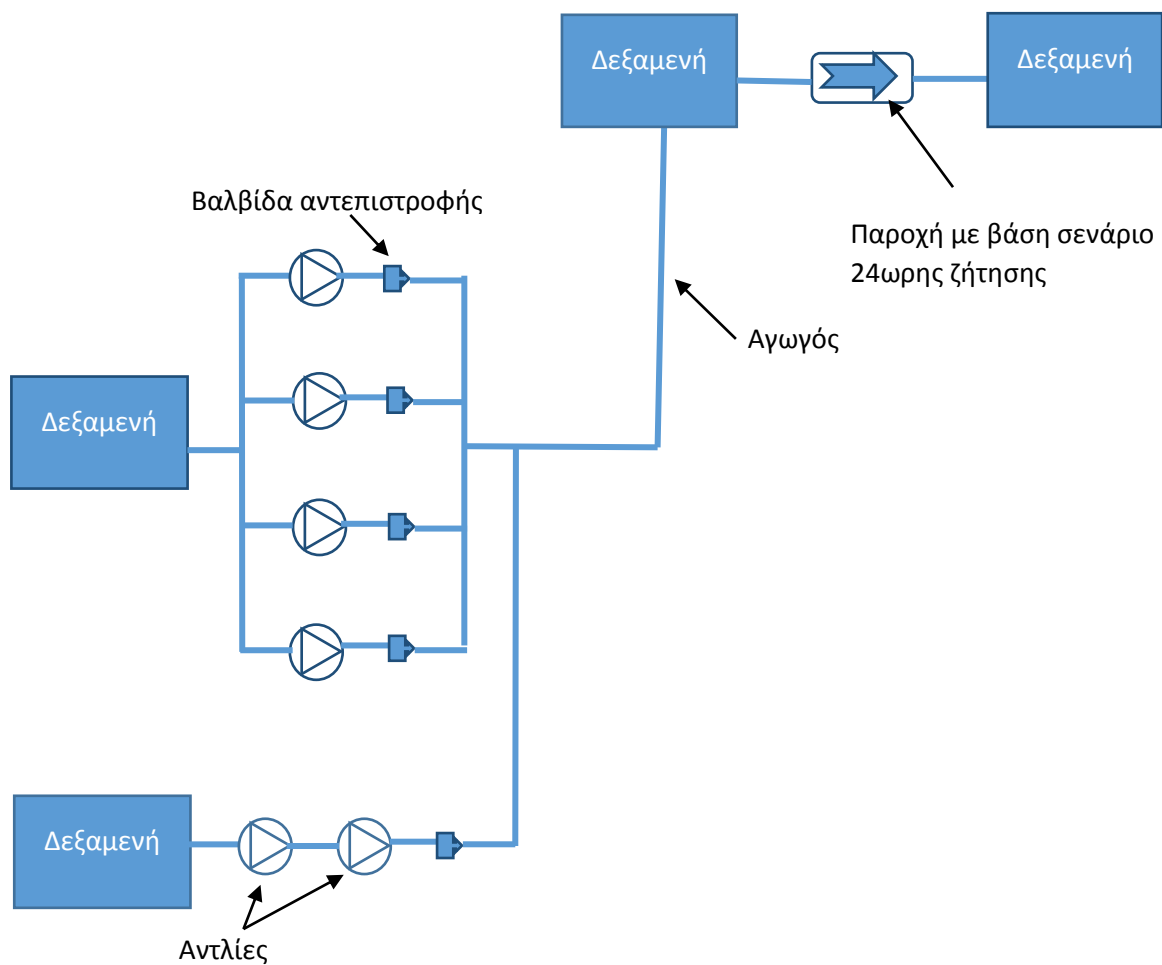 Δεξαμενή
Δεξαμενή
Βαλβίδα αντεπιστροφής
Παροχή με βάση σενάριο
24ωρης ζήτησης
Αγωγός
Δεξαμενή
Δεξαμενή
Αντλίες